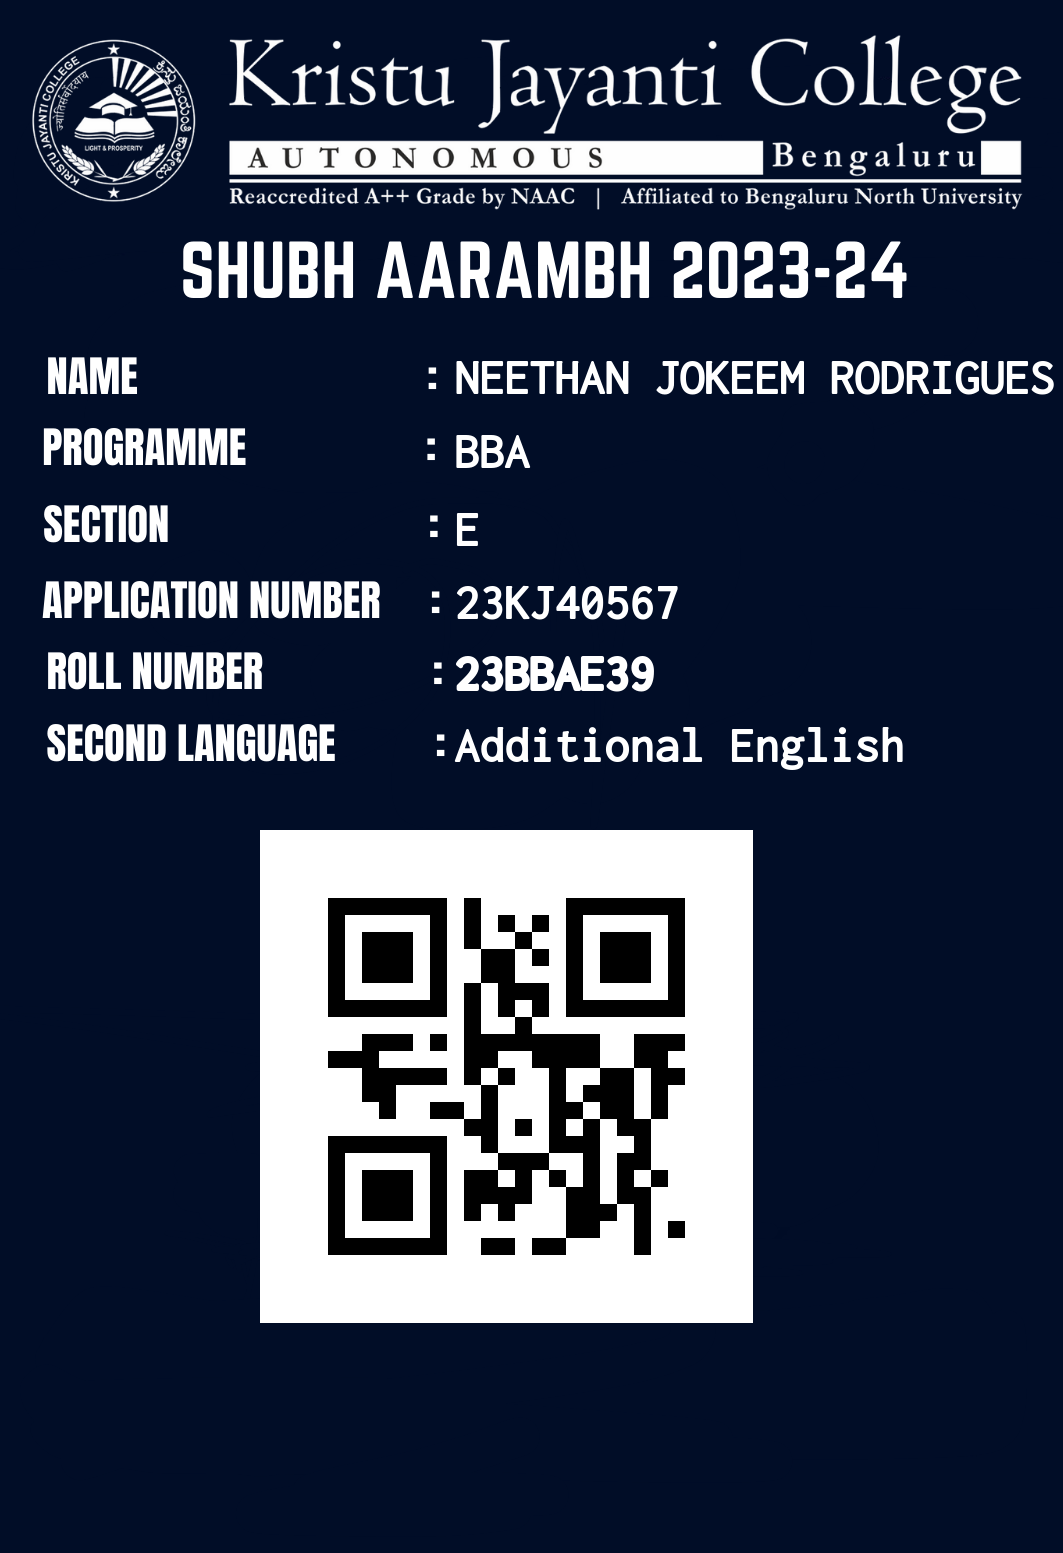 Kristu Jayanti College
AUTONOMOUS Bengaluru
Reaccredited A++ Grade by NAAC | Affiliated to Bengaluru North University
KRISTU JAYANTI COLLEGE
LIGHT & PROSPERITY
SHUBH AARAMBH 2023-24
NAME : NEETHAN JOKEEM RODRIGUES
PROGRAMME : BBA
SECTION : E
APPLICATION NUMBER : 23KJ40567
ROLL NUMBER : 23BBAE39
SECOND LANGUAGE : Additional English